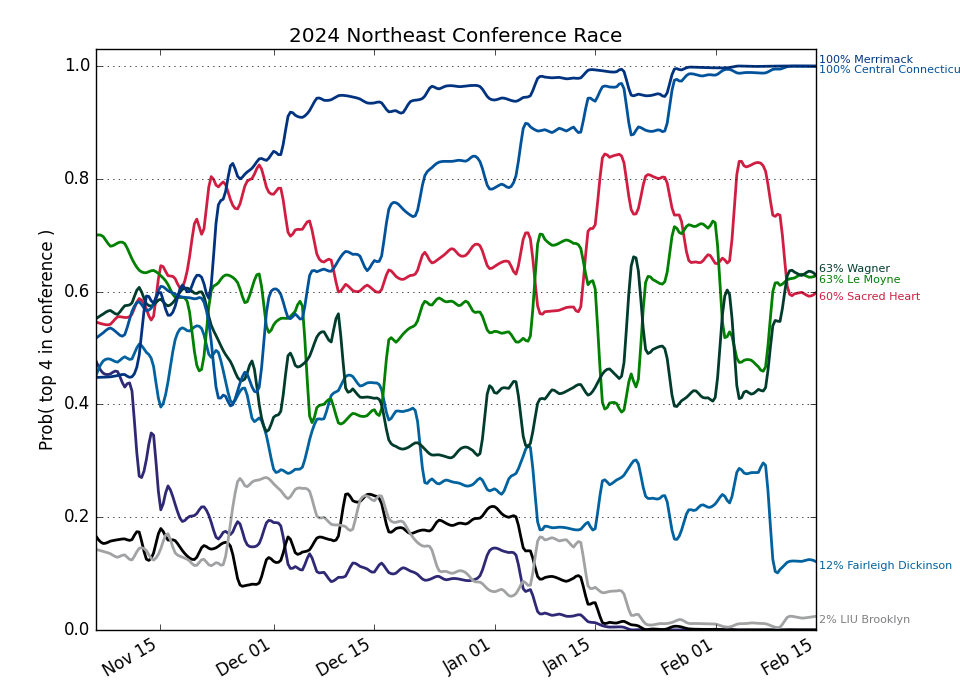 2024 Northeast Conference Race
Prob( top 4 in conference )
1.0
0.8
0.6
0.4
0.2
0.0
Nov 15
Dec 01
Dec 15
Jan 01
Jan 15
Feb 01
Feb 15
100% Merrimack
100% Central Connecticu
63% Wagner
63% Le Moyne
60% Sacred Heart
12% Fairleigh Dickinson
2% LIU Brooklyn